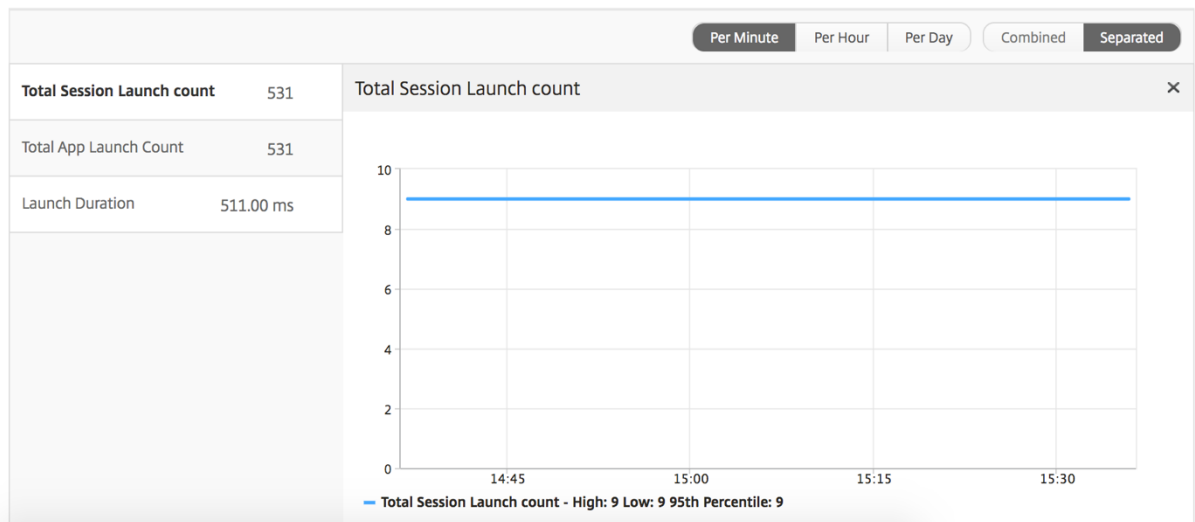 Per Minute Per Hour Per Day Combined Separated
Total Session Launch count 531
Total App Launch Count 531
Launch Duration 511.00 ms
Total Session Launch count ×
10
8
6
4
2
0
14:45 15:00 15:15 15:30
Total Session Launch count - High: 9 Low: 9 95th Percentile: 9